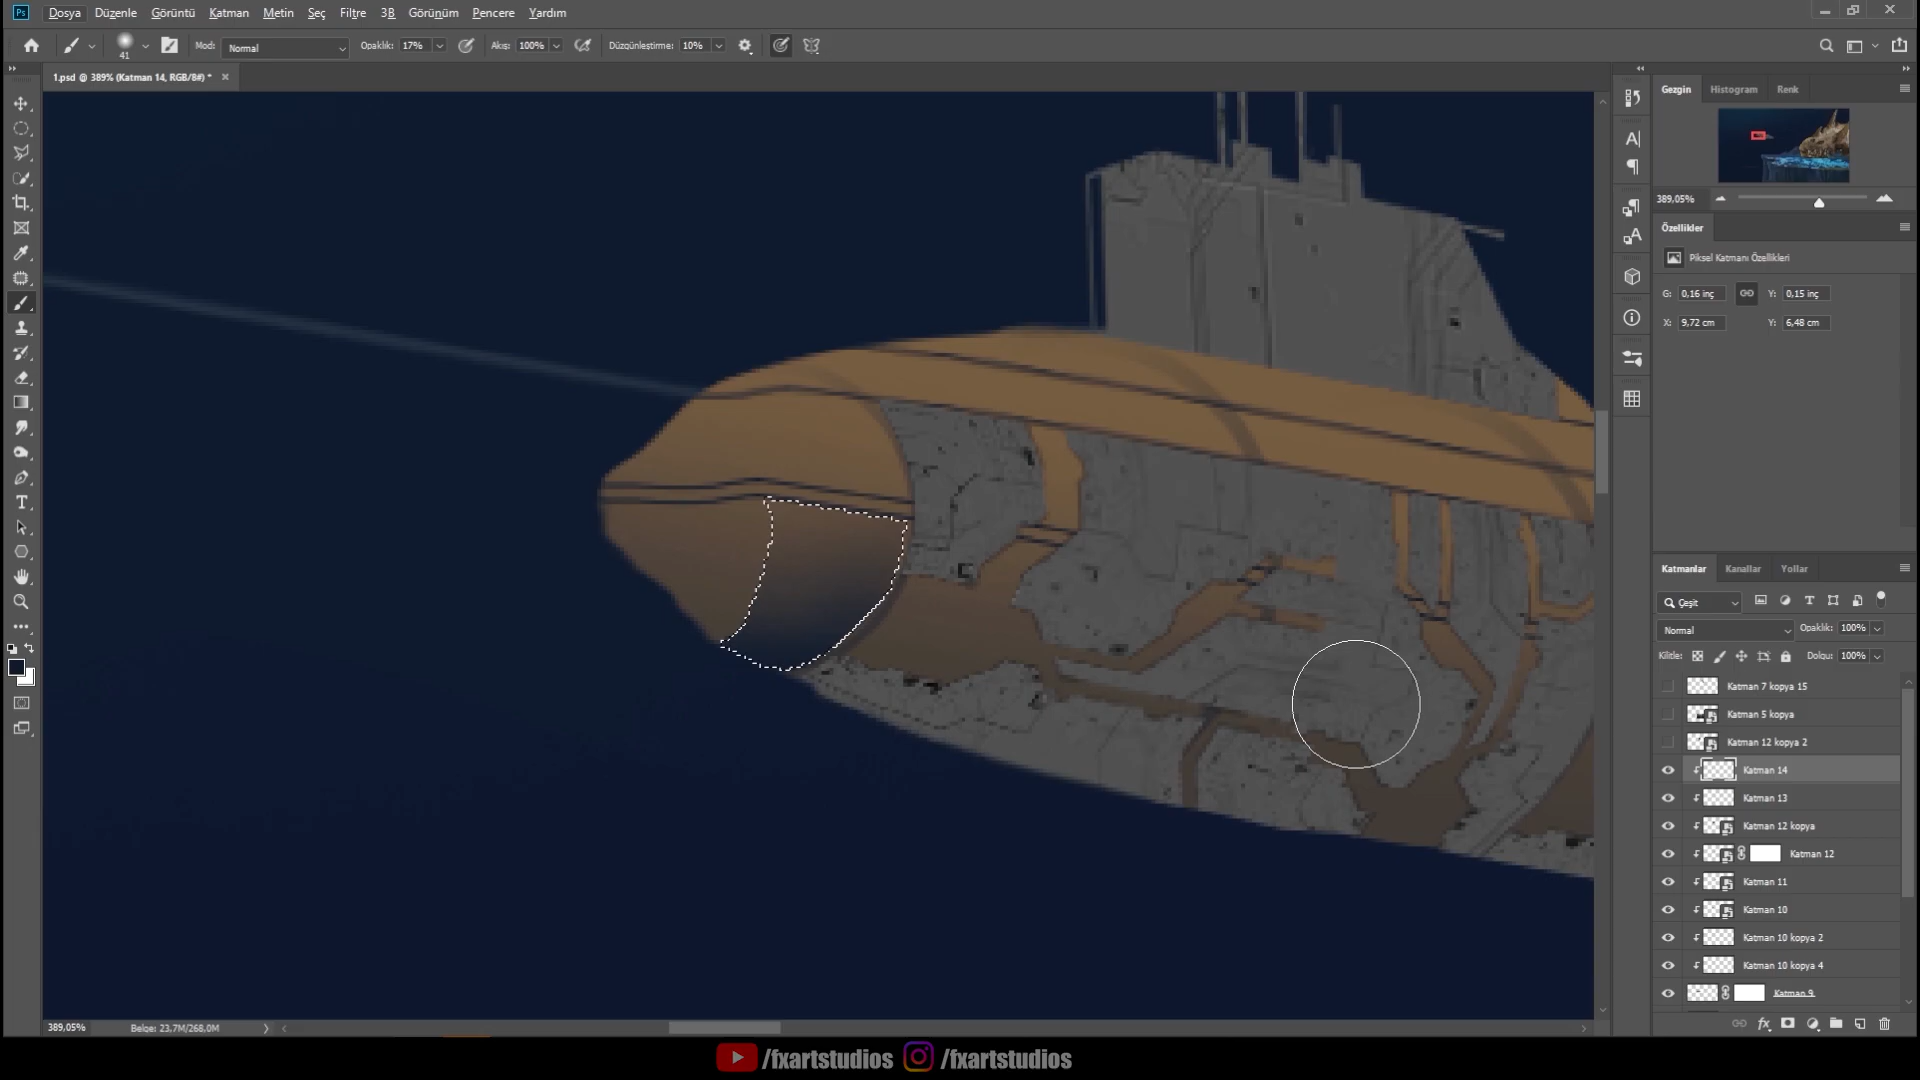 Ps Dosya Düzenle Görüntü Katman Metin Seç Filtre 3B Görünüm Pencere Yardım
41 Mod: Normal Opaklık: 17% Akış: 100% Düzgünleştirme: 10%
1.psd @ 389% (Katman 14, RGB/8#) *
Gezgin Histogram Renk
389,05%
Özellikler
Piksel Katmanı Özellikleri
G: 0,16 inç Y: 0,15 inç
X: 9,72 cm Y: 6,48 cm
Katmanlar Kanallar Yollar
Çeşit
Normal Opaklık: 100%
Kilitle: Dolgu: 100%
Katman 7 kopya 15
Katman 5 kopya
Katman 12 kopya 2
Katman 14
Katman 13
Katman 12 kopya
Katman 12
Katman 11
Katman 10
Katman 10 kopya 2
Katman 10 kopya 4
Katman 9
389,05% Belge: 23,7M/268,0M
/fxartstudios /fxartstudios